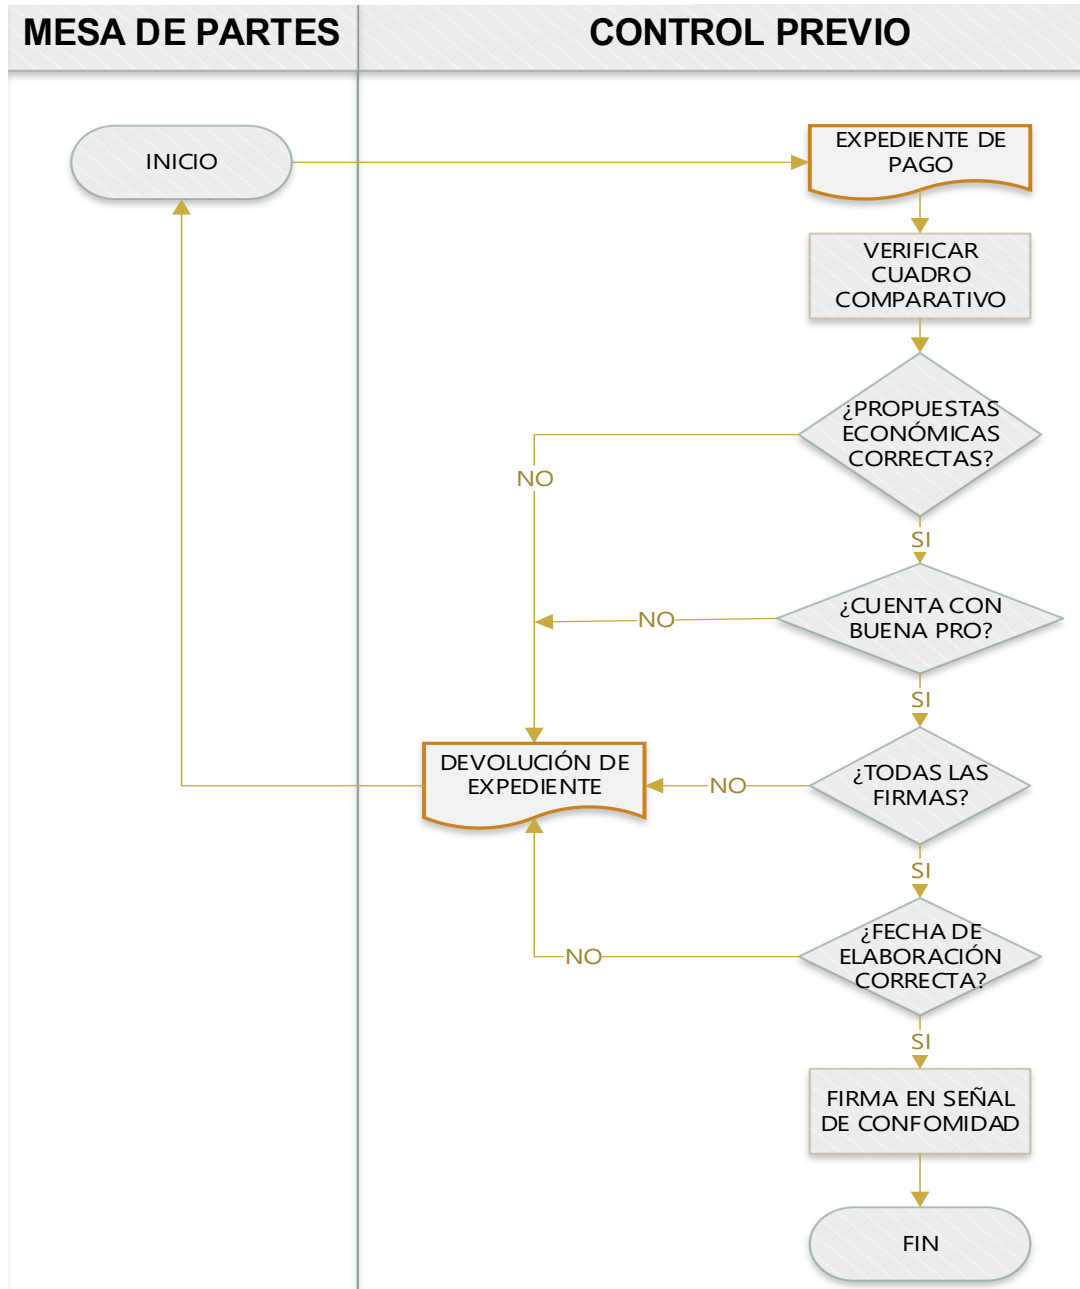 MESA DE PARTES
CONTROL PREVIO
INICIO
EXPEDIENTE DE
PAGO
VERIFICAR
CUADRO
COMPARATIVO
¿PROPUESTAS
ECONÓMICAS
CORRECTAS?
NO
SI
¿CUENTA CON
BUENA PRO?
NO
SI
DEVOLUCIÓN DE
EXPEDIENTE
¿TODAS LAS
FIRMAS?
NO
SI
¿FECHA DE
ELABORACIÓN
CORRECTA?
NO
SI
FIRMA EN SEÑAL
DE CONFOMIDAD
FIN